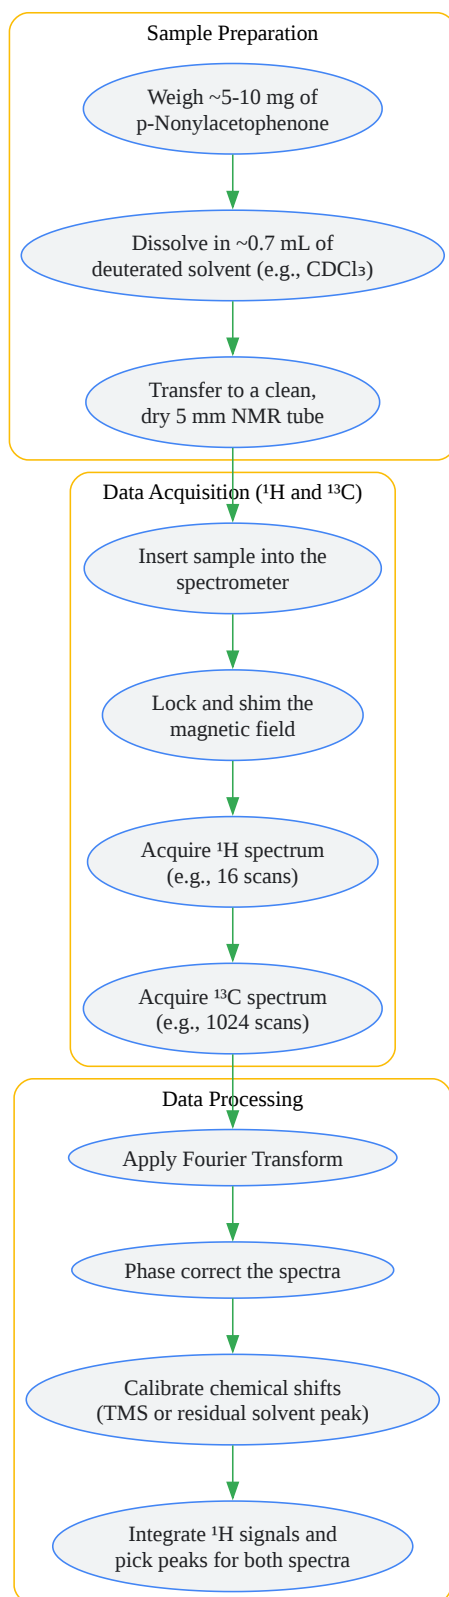 Sample Preparation
Weigh ~5-10 mg of
p-Nonylacetophenone
Dissolve in ~0.7 mL of
deuterated solvent (e.g., CDCl₃)
Transfer to a clean,
dry 5 mm NMR tube
Data Acquisition (¹H and ¹³C)
Insert sample into the
spectrometer
Lock and shim the
magnetic field
Acquire ¹H spectrum
(e.g., 16 scans)
Acquire ¹³C spectrum
(e.g., 1024 scans)
Data Processing
Apply Fourier Transform
Phase correct the spectra
Calibrate chemical shifts
(TMS or residual solvent peak)
Integrate ¹H signals and
pick peaks for both spectra